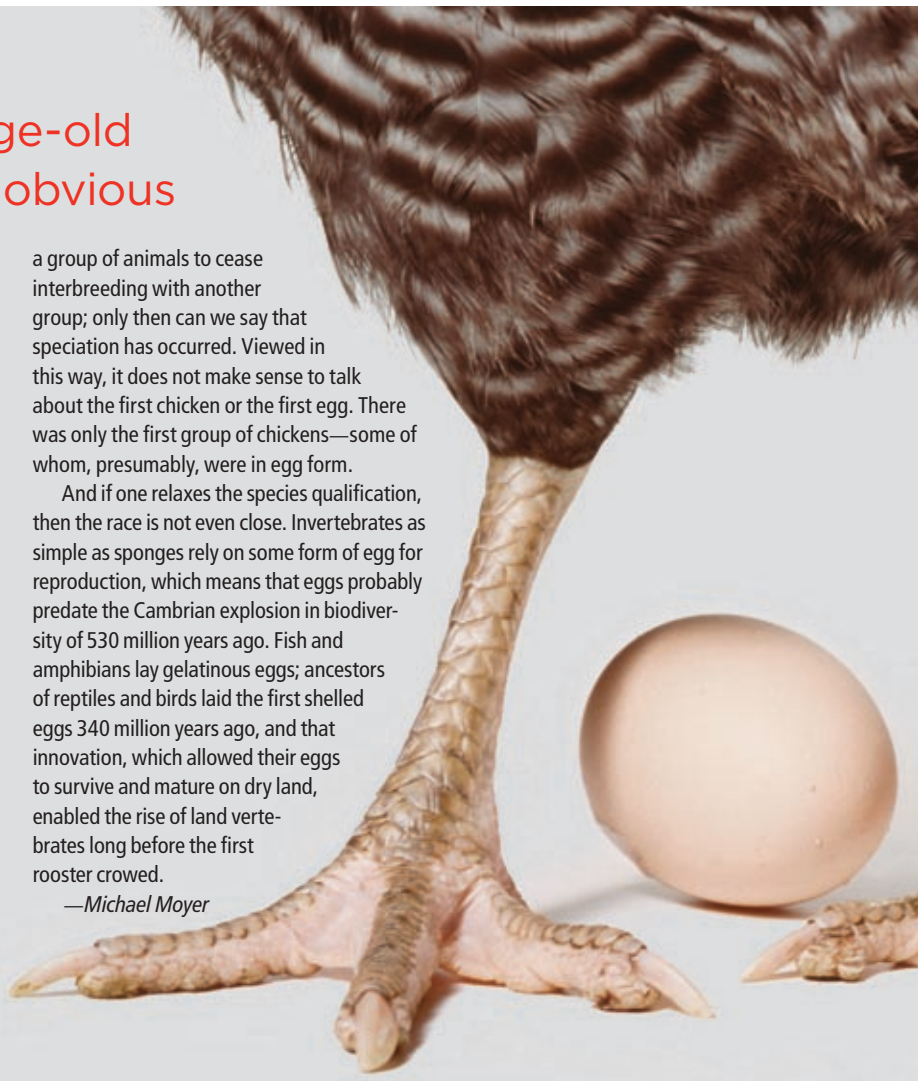 ge-old
obvious
a group of animals to cease
interbreeding with another
group; only then can we say that
speciation has occurred. Viewed in
this way, it does not make sense to talk
about the first chicken or the first egg. There
was only the first group of chickens—some of
whom, presumably, were in egg form.
And if one relaxes the species qualification,
then the race is not even close. Invertebrates as
simple as sponges rely on some form of egg for
reproduction, which means that eggs probably
predate the Cambrian explosion in biodiver-
sity of 530 million years ago. Fish and
amphibians lay gelatinous eggs; ancestors
of reptiles and birds laid the first shelled
eggs 340 million years ago, and that
innovation, which allowed their eggs
to survive and mature on dry land,
enabled the rise of land verte-
brates long before the first
rooster crowed.
—Michael Moyer